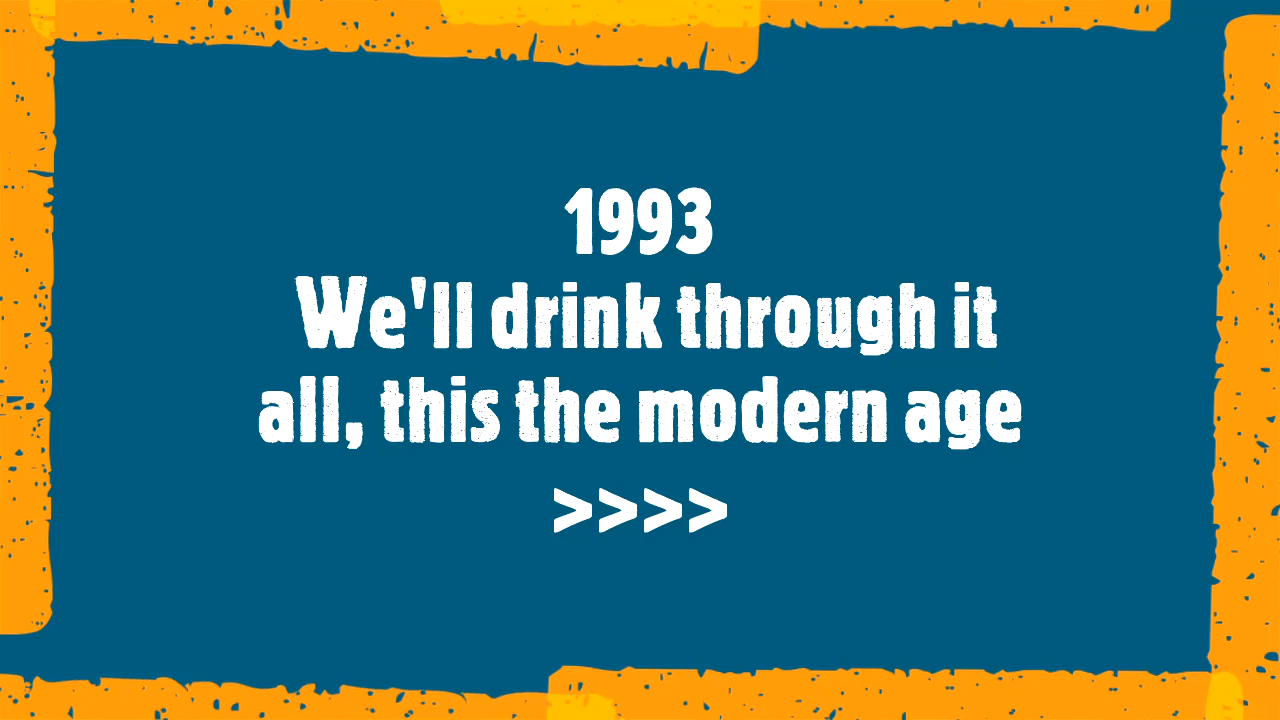 1993
We'll drink through it
all, this the modern age
>>>>